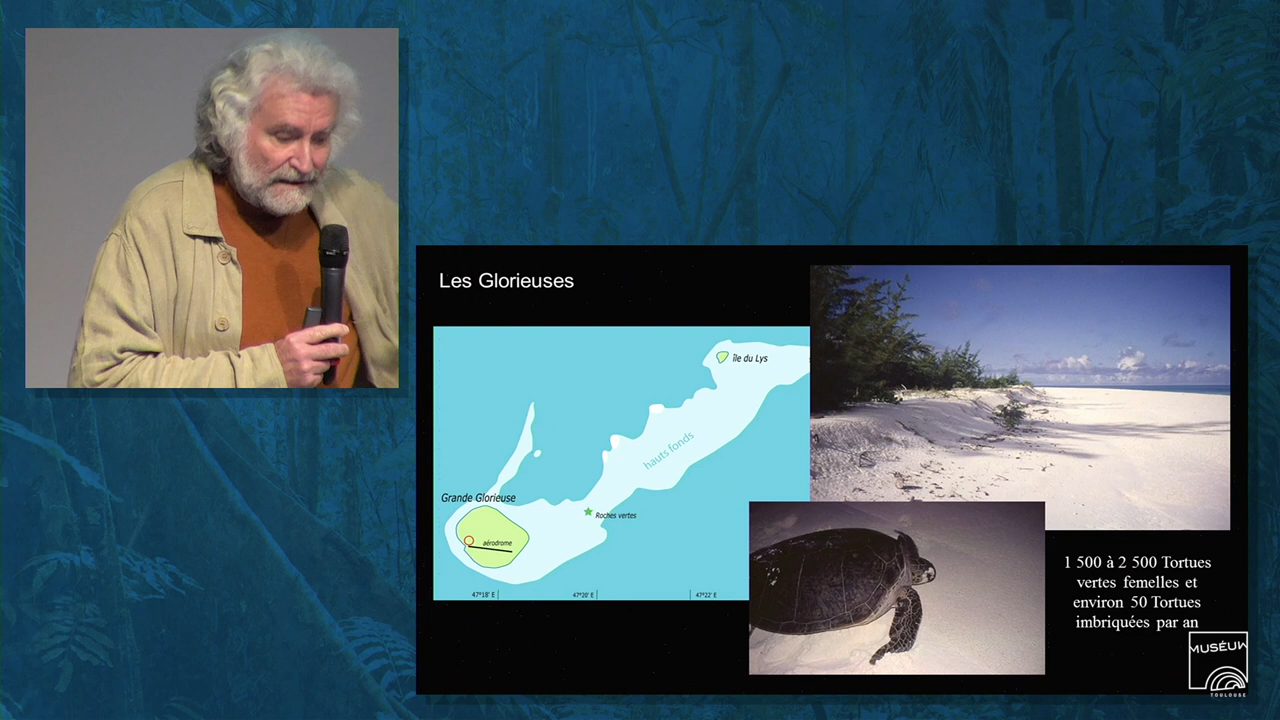 Les Glorieuses
île du Lys
hauts fonds
Grande Glorieuse
Roches vertes
aérodrome
47°18' E
47°20' E
47°22' E
1 500 à 2 500 Tortues
vertes femelles et
environ 50 Tortues
imbriquées par an
MUSÉUM
TOULOUSE